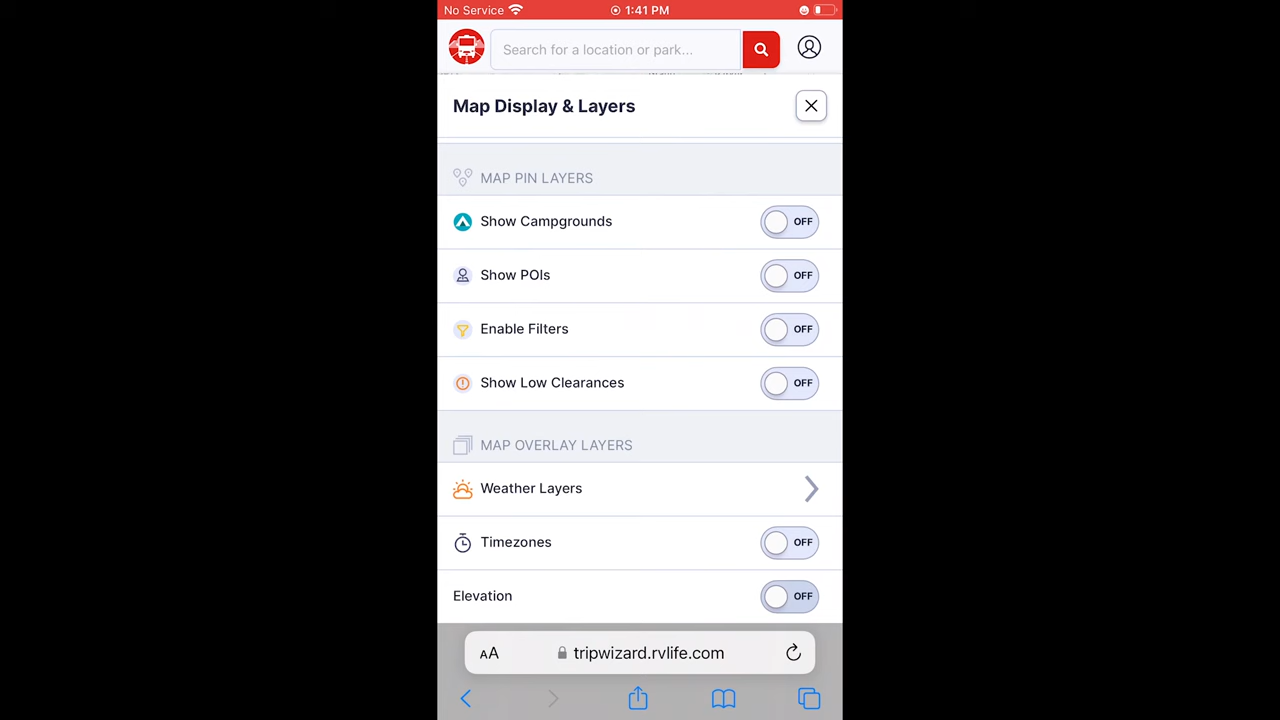 No Service 1:41 PM
Search for a location or park...
Map Display & Layers
MAP PIN LAYERS
Show Campgrounds OFF
Show POIs OFF
Enable Filters OFF
Show Low Clearances OFF
MAP OVERLAY LAYERS
Weather Layers
Timezones OFF
Elevation OFF
AA tripwizard.rvlife.com